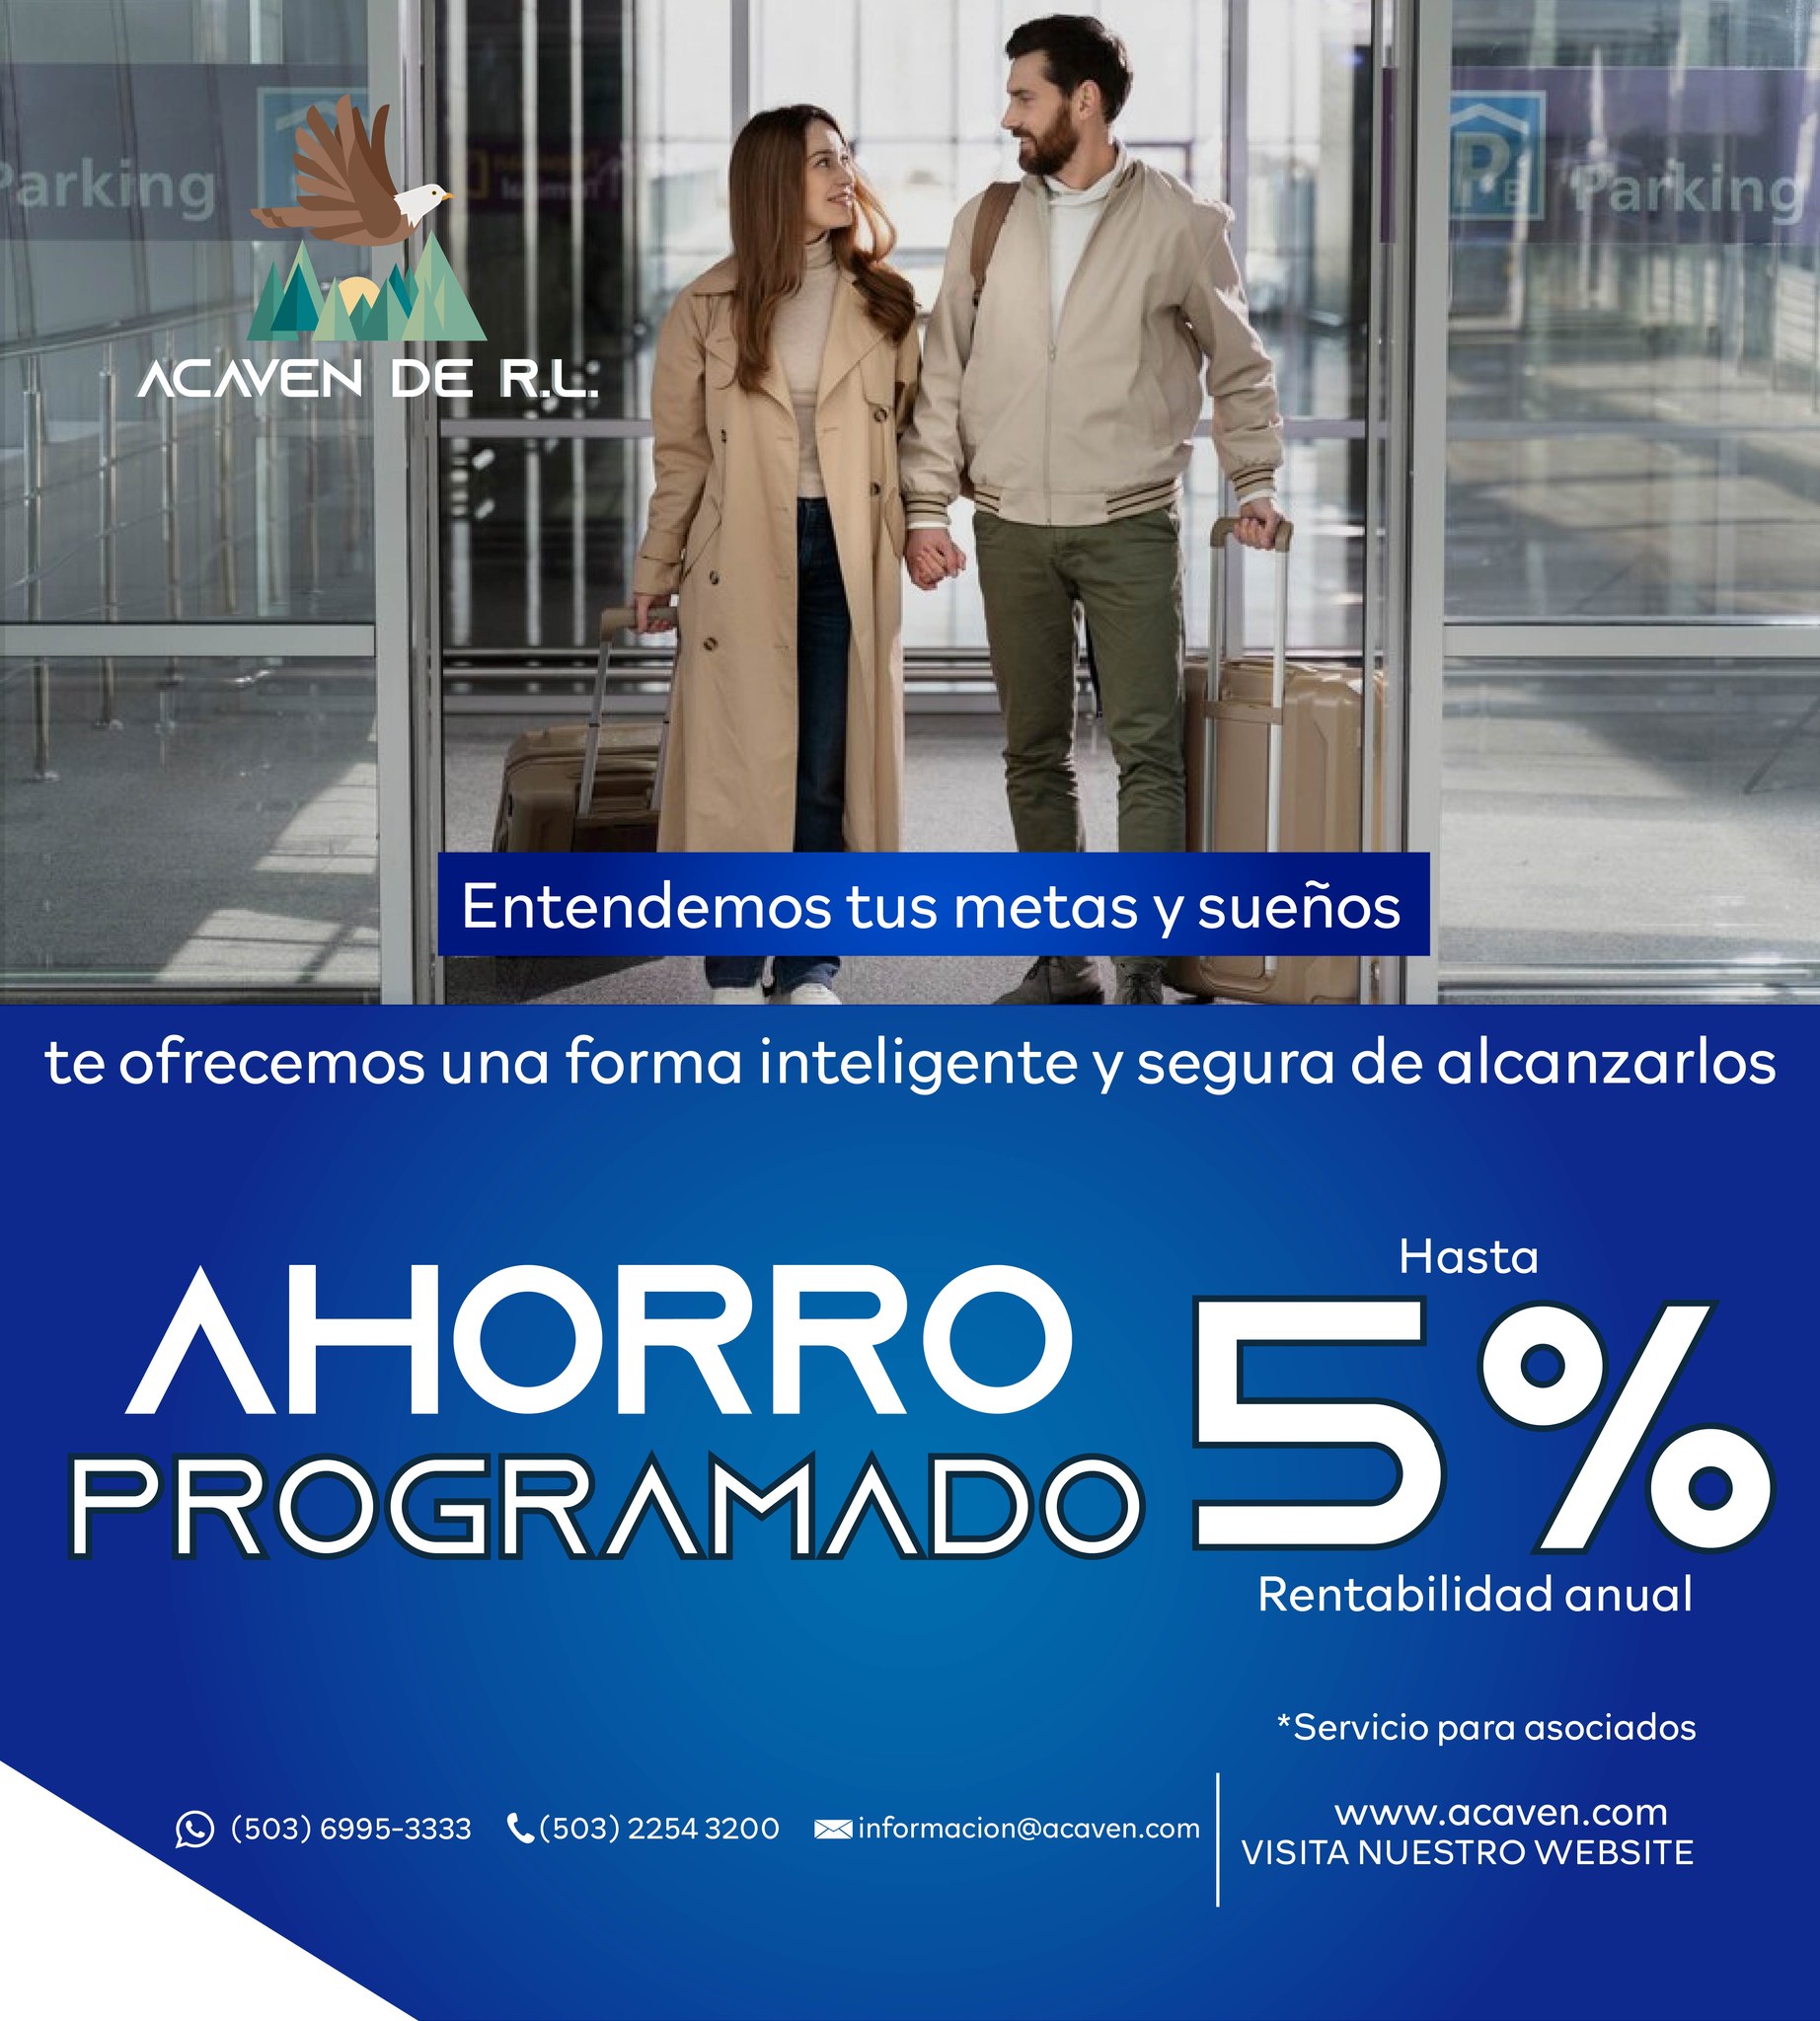 Parking
Parking
ACAVEN DE R.L.
Entendemos tus metas y sueños
te ofrecemos una forma inteligente y segura de alcanzarlos
AHORRO
PROGRAMADO
Hasta
5%
Rentabilidad anual
*Servicio para asociados
(503) 6995-3333 (503) 2254 3200 informacion@acaven.com
www.acaven.com
VISITA NUESTRO WEBSITE